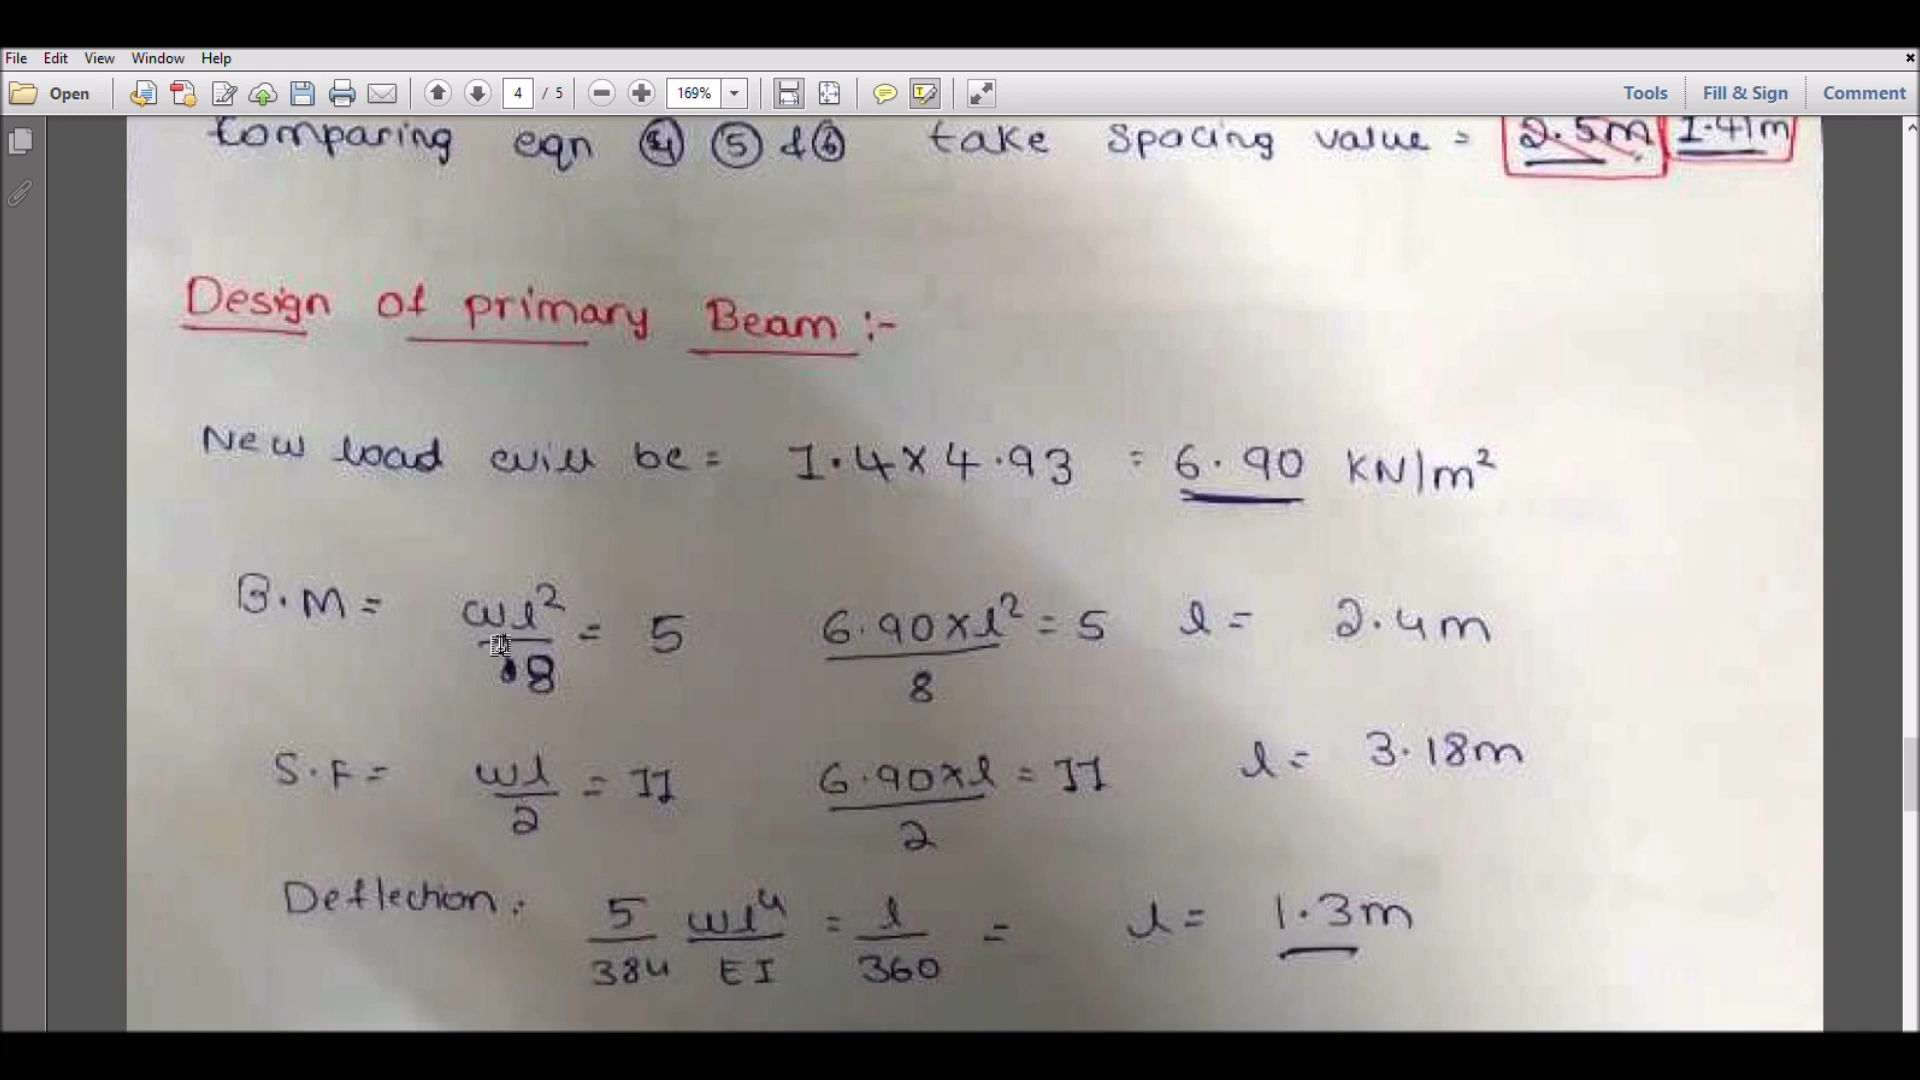 File Edit View Window Help
Open 4 / 5 169% Tools Fill & Sign Comment
Comparing eqn ④ ⑤ & ⑥ take spacing value = 2.5m 1.41m
Design of primary Beam :-
New load will be = 1.4 x 4.93 = 6.90 KN/m²
B.M = wl²/8 = 5 6.90 x l²/8 = 5 l = 2.4m
S.F = wl/2 = 11 6.90 x l/2 = 11 l = 3.18m
Deflection : 5/384 wl⁴/EI = l/360 = l = 1.3m